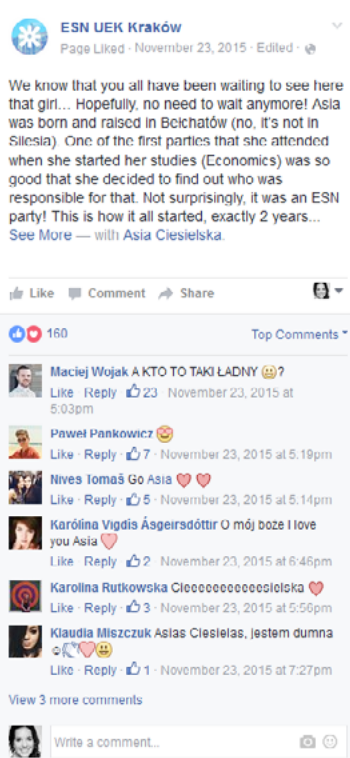 ESN UEK Kraków
Page Liked · November 23, 2015 · Edited ·
We know that you all have been waiting to see here
that girl... Hopefully, no need to wait anymore! Asia
was born and raised in Bełchatów (no, it's not in
Silesia). One of the first parties that she attended
when she started her studies (Economics) was so
good that she decided to find out who was
responsible for that. Not surprisingly, it was an ESN
party! This is how it all started, exactly 2 years...
See More — with Asia Ciesielska.
Like Comment Share
160 Top Comments
Maciej Wojak A KTO TO TAKI ŁADNY 😀?
Like · Reply · 23 · November 23, 2015 at
5:03pm
Paweł Pankowicz 😍
Like · Reply · 7 · November 23, 2015 at 5:19pm
Nives Tomaš Go Asia ❤ ❤
Like · Reply · 5 · November 23, 2015 at 5:14pm
Karólína Vigdís Ásgeirsdóttir O mój boże I love
you Asia ❤
Like · Reply · 2 · November 23, 2015 at 6:46pm
Karolina Rutkowska Cieeeeeeeeeeesielska ❤
Like · Reply · 3 · November 23, 2015 at 5:56pm
Klaudia Miszczuk Asias Ciesielas, jestem dumna
Like · Reply · 1 · November 23, 2015 at 7:27pm
View 3 more comments
Write a comment...